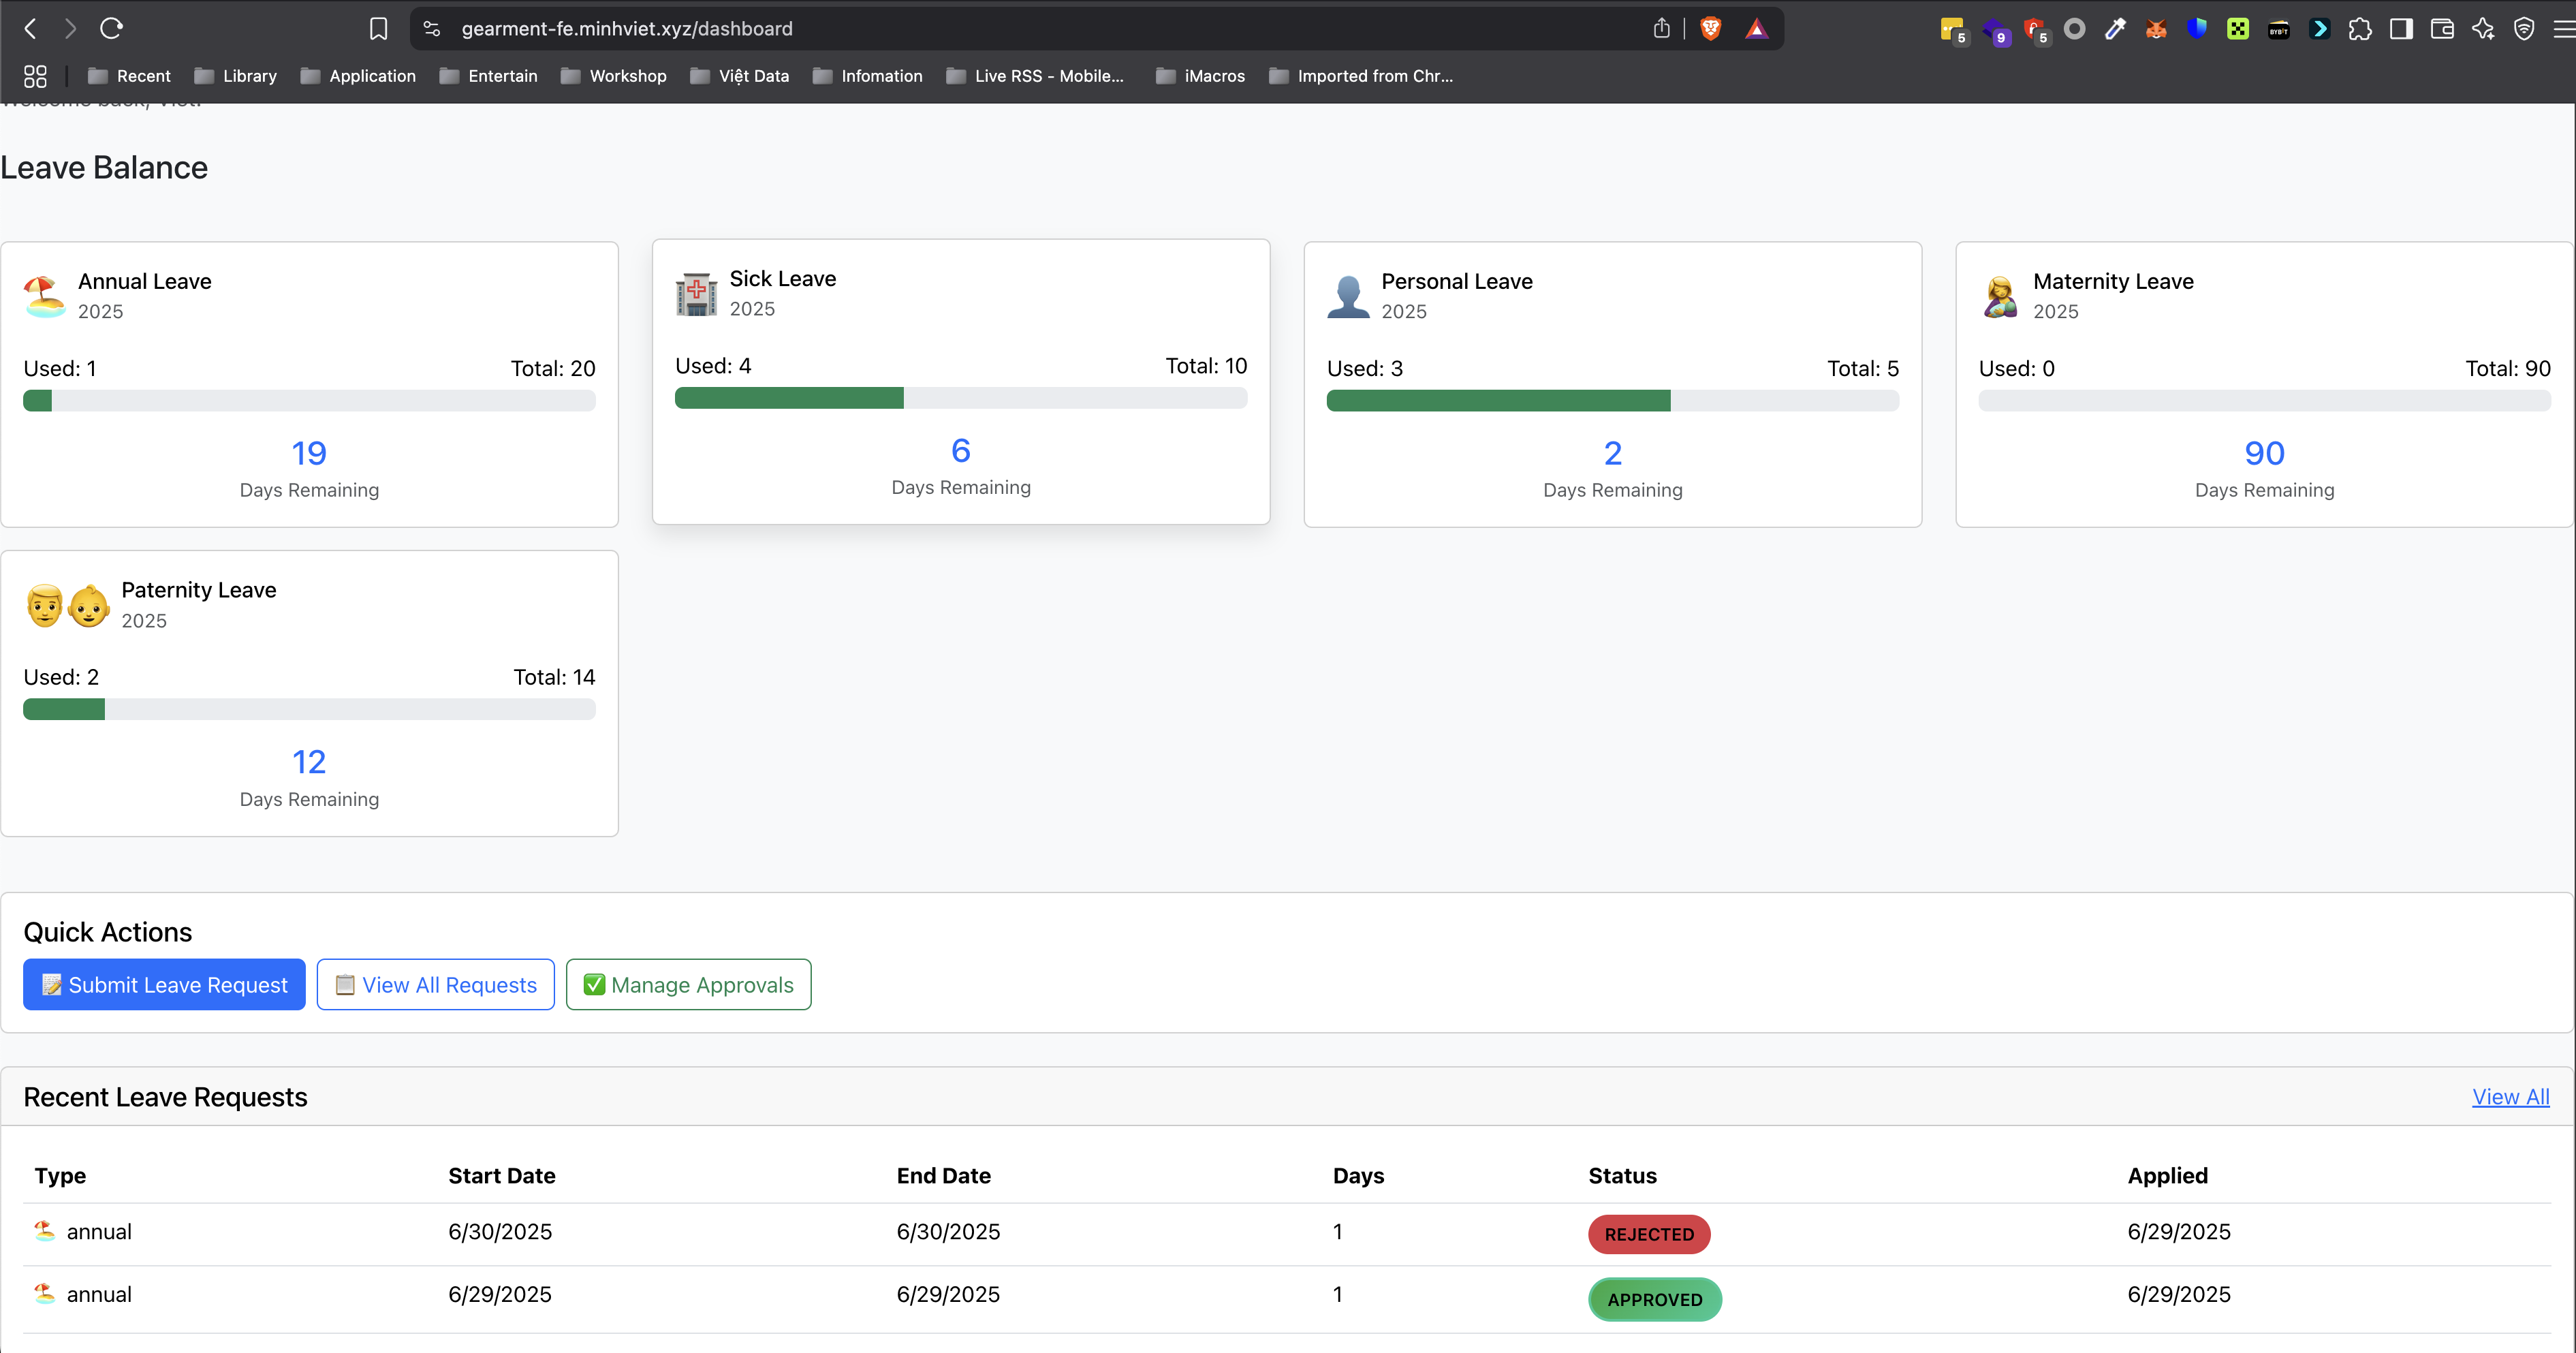 gearment-fe.minhviet.xyz/dashboard
5
9
5
BYBIT
Recent
Library
Application
Entertain
Workshop
Việt Data
Infomation
Live RSS - Mobile...
iMacros
Imported from Chr...
Leave Balance
Annual Leave
2025
Used: 1 Total: 20
19
Days Remaining
Sick Leave
2025
Used: 4 Total: 10
6
Days Remaining
Personal Leave
2025
Used: 3 Total: 5
2
Days Remaining
Maternity Leave
2025
Used: 0 Total: 90
90
Days Remaining
Paternity Leave
2025
Used: 2 Total: 14
12
Days Remaining
Quick Actions
Submit Leave Request
View All Requests
Manage Approvals
Recent Leave Requests View All
Type Start Date End Date Days Status Applied
annual 6/30/2025 6/30/2025 1 REJECTED 6/29/2025
annual 6/29/2025 6/29/2025 1 APPROVED 6/29/2025